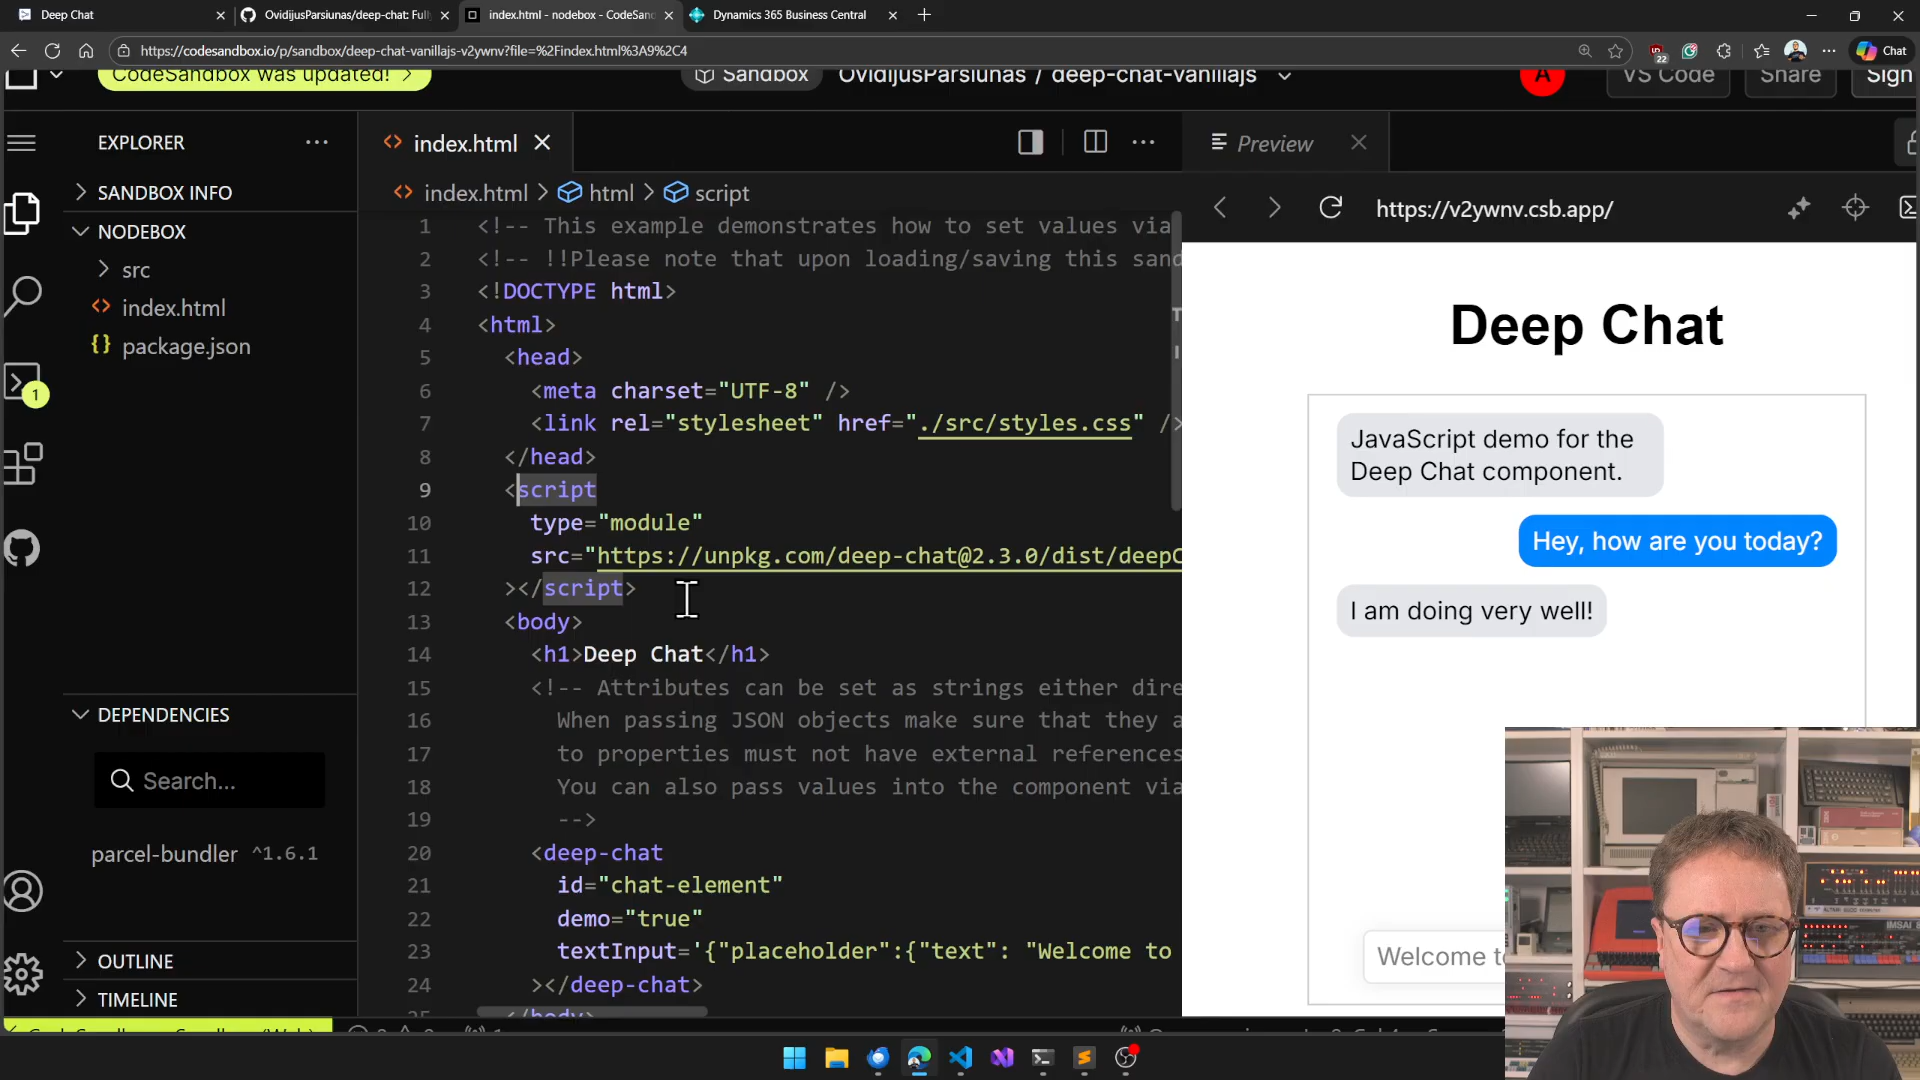 Deep Chat
OvidijusParsiunas/deep-chat: Full
index.html - nodebox - CodeSand
Dynamics 365 Business Central
https://codesandbox.io/p/sandbox/deep-chat-vanillajs-v2ywnv?file=%2Findex.html%3A9%2C4
22
Chat
CodeSandbox was updated!
Sandbox
OvidijusParsiunas / deep-chat-vanillajs
A
VS Code
Share
Sign
EXPLORER
index.html
Preview
SANDBOX INFO
index.html > html > script
https://v2ywnv.csb.app/
NODEBOX
src
index.html
package.json
1
1 <!-- This example demonstrates how to set values via
2 <!-- !!Please note that upon loading/saving this sand
3 <!DOCTYPE html>
4 <html>
5 <head>
6 <meta charset="UTF-8" />
7 <link rel="stylesheet" href="./src/styles.css" />
8 </head>
9 <script
10 type="module"
11 src="https://unpkg.com/deep-chat@2.3.0/dist/deepC
12 ></script>
13 <body>
14 <h1>Deep Chat</h1>
15 <!-- Attributes can be set as strings either dire
16 When passing JSON objects make sure that they a
17 to properties must not have external references
18 You can also pass values into the component via
19 -->
20 <deep-chat
21 id="chat-element"
22 demo="true"
23 textInput='{"placeholder":{"text": "Welcome to
24 ></deep-chat>
DEPENDENCIES
Search...
parcel-bundler ^1.6.1
OUTLINE
TIMELINE
Deep Chat
JavaScript demo for the
Deep Chat component.
Hey, how are you today?
I am doing very well!
Welcome to